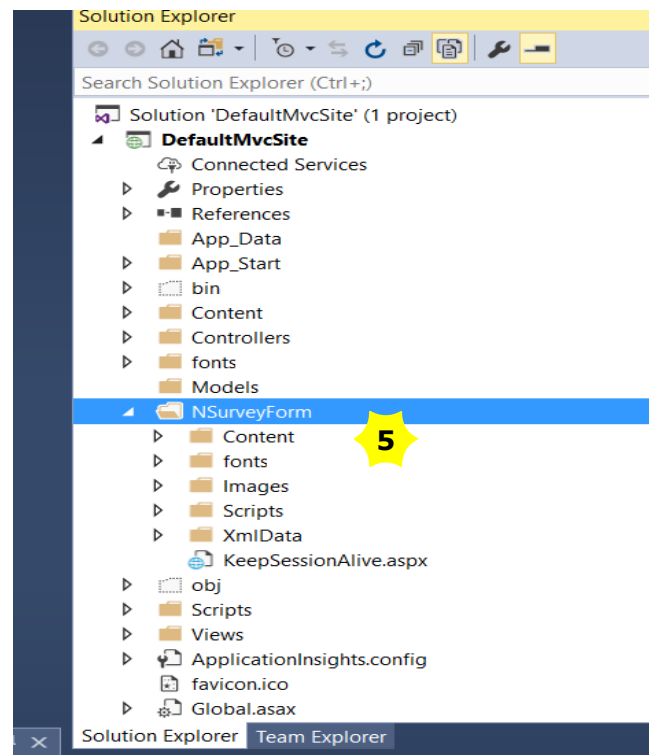 Solution Explorer
Search Solution Explorer (Ctrl+;)
Solution 'DefaultMvcSite' (1 project)
DefaultMvcSite
Connected Services
Properties
References
App_Data
App_Start
bin
Content
Controllers
fonts
Models
NSurveyForm
Content
5
fonts
Images
Scripts
XmlData
KeepSessionAlive.aspx
obj
Scripts
Views
ApplicationInsights.config
favicon.ico
Global.asax
Solution Explorer Team Explorer